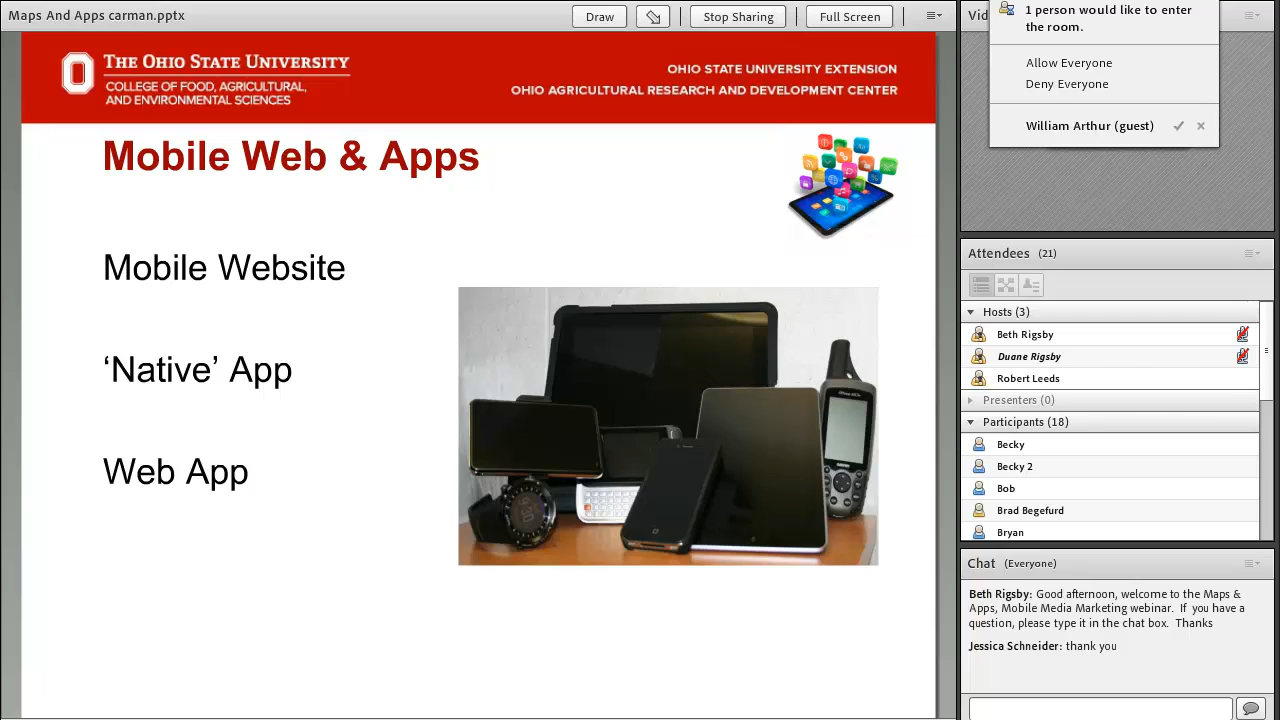 Maps And Apps carman.pptx
Draw
Stop Sharing
Full Screen
THE OHIO STATE UNIVERSITY
COLLEGE OF FOOD, AGRICULTURAL,
AND ENVIRONMENTAL SCIENCES
OHIO STATE UNIVERSITY EXTENSION
OHIO AGRICULTURAL RESEARCH AND DEVELOPMENT CENTER
Mobile Web & Apps
Mobile Website
‘Native’ App
Web App
Vid
1 person would like to enter
the room.
Allow Everyone
Deny Everyone
William Arthur (guest)
Attendees (21)
Hosts (3)
Beth Rigsby
Duane Rigsby
Robert Leeds
Presenters (0)
Participants (18)
Becky
Becky 2
Bob
Brad Begefurd
Bryan
Chat (Everyone)
Beth Rigsby: Good afternoon, welcome to the Maps &
Apps, Mobile Media Marketing webinar. If you have a
question, please type it in the chat box. Thanks
Jessica Schneider: thank you